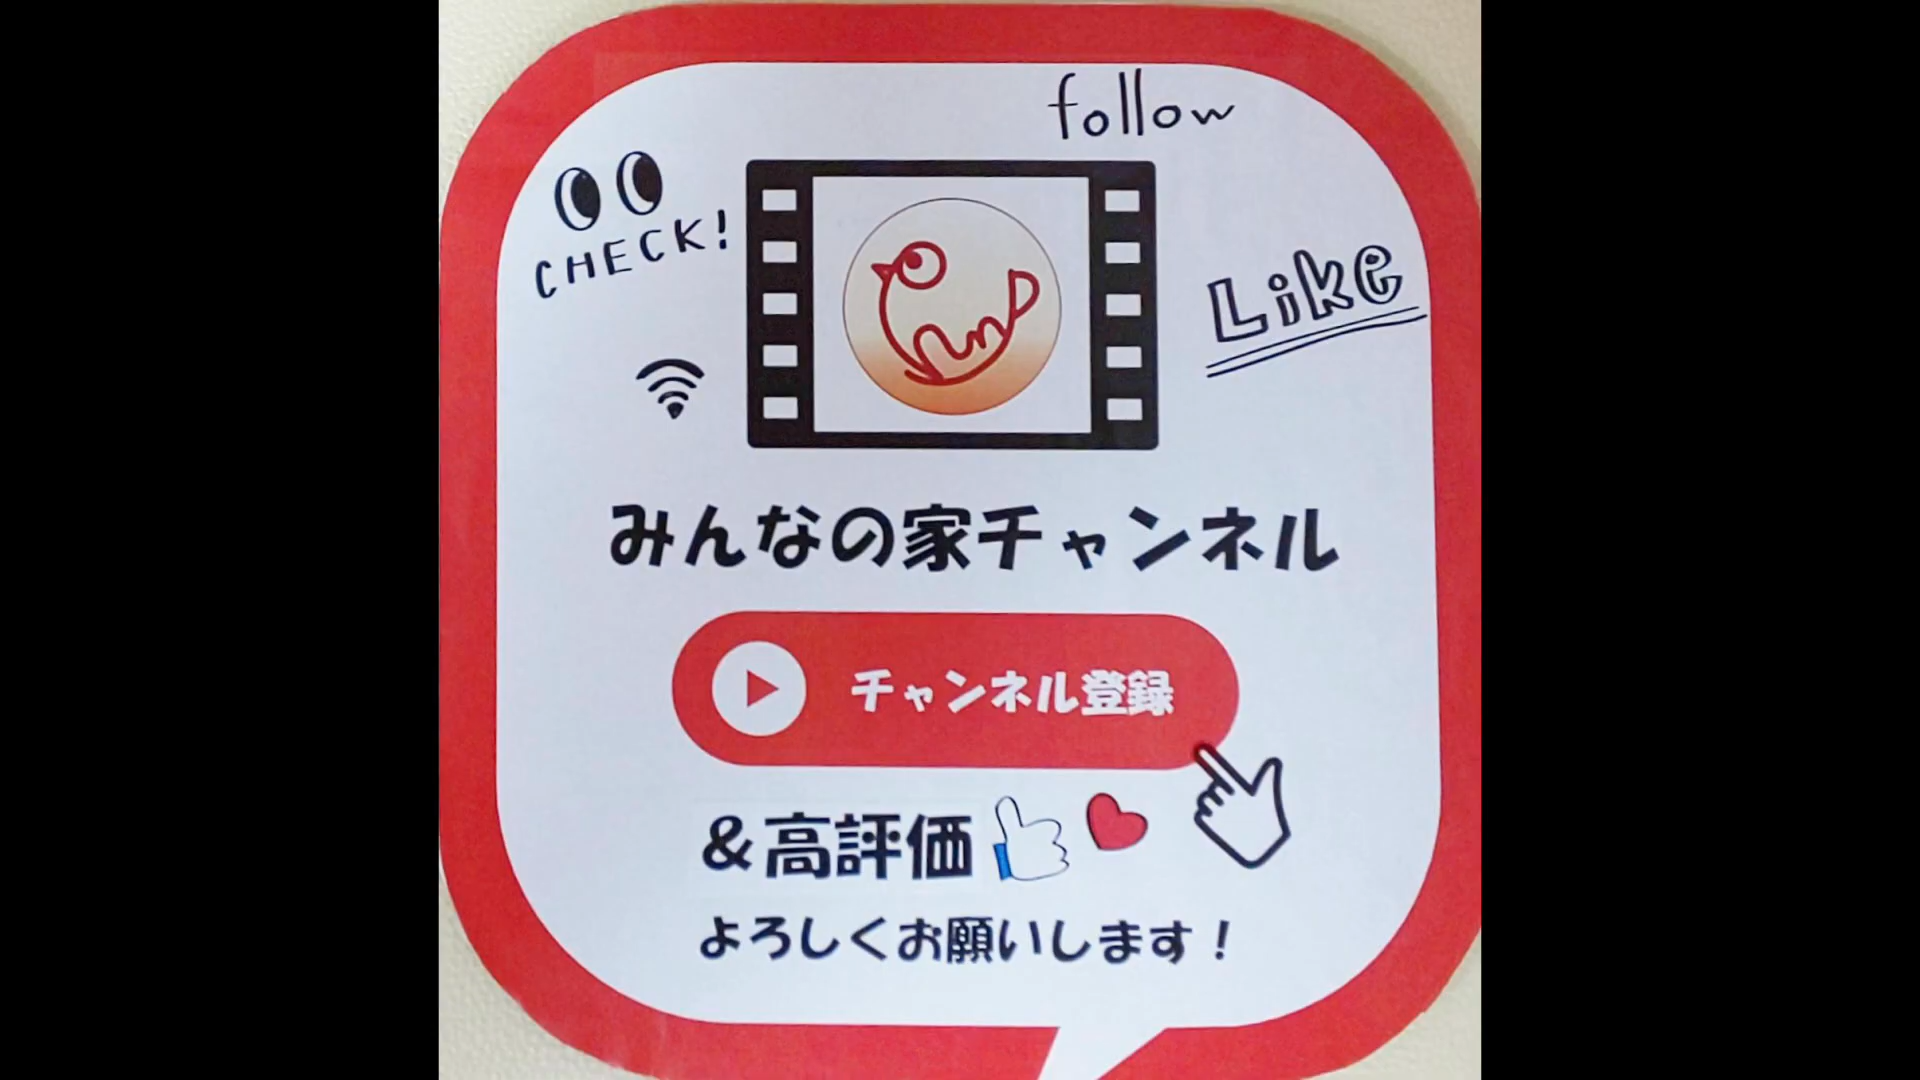 follow
CHECK!
Like
みんなの家チャンネル
チャンネル登録
&高評価
よろしくお願いします!